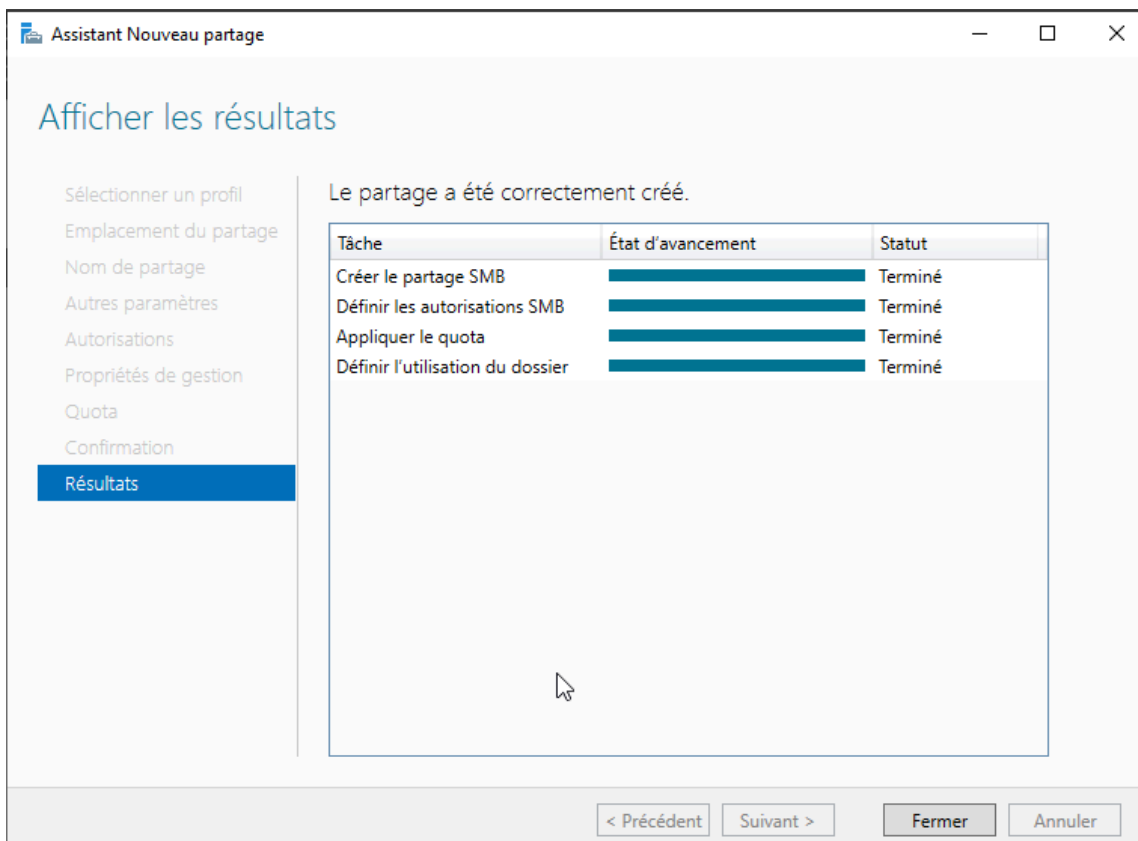 Assistant Nouveau partage
Afficher les résultats
Sélectionner un profil
Emplacement du partage
Nom de partage
Autres paramètres
Autorisations
Propriétés de gestion
Quota
Confirmation
Résultats
Le partage a été correctement créé.
Tâche État d'avancement Statut
Créer le partage SMB Terminé
Définir les autorisations SMB Terminé
Appliquer le quota Terminé
Définir l'utilisation du dossier Terminé
< Précédent Suivant > Fermer Annuler